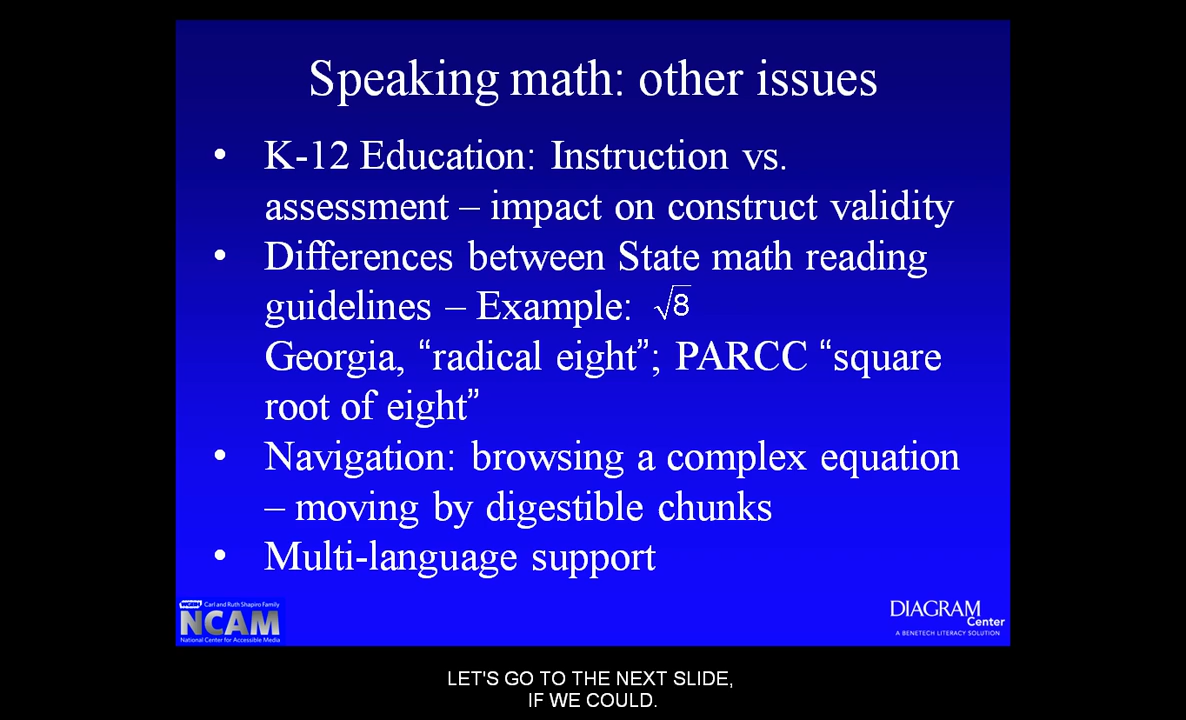 Speaking math: other issues
• K-12 Education: Instruction vs.
assessment – impact on construct validity
• Differences between State math reading
guidelines – Example: √8
Georgia, “radical eight”; PARCC “square
root of eight”
• Navigation: browsing a complex equation
– moving by digestible chunks
• Multi-language support
WGBH Carl and Ruth Shapiro Family
NCAM
National Center for Accessible Media
DIAGRAM
Center
A BENETECH LITERACY SOLUTION
LET'S GO TO THE NEXT SLIDE,
IF WE COULD.